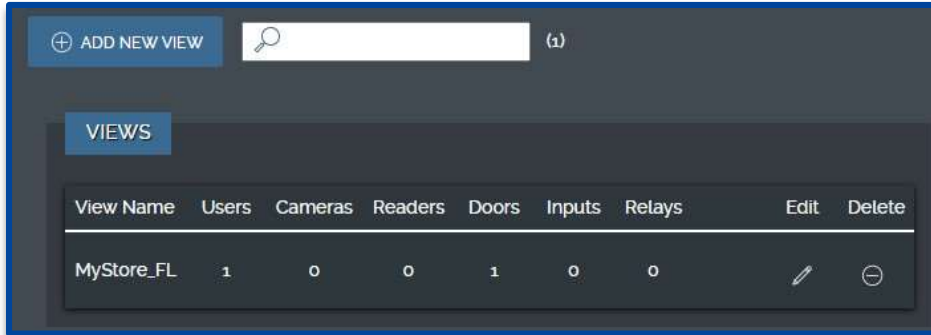 ADD NEW VIEW (1)
VIEWS
View Name Users Cameras Readers Doors Inputs Relays Edit Delete
MyStore_FL 1 0 0 1 0 0